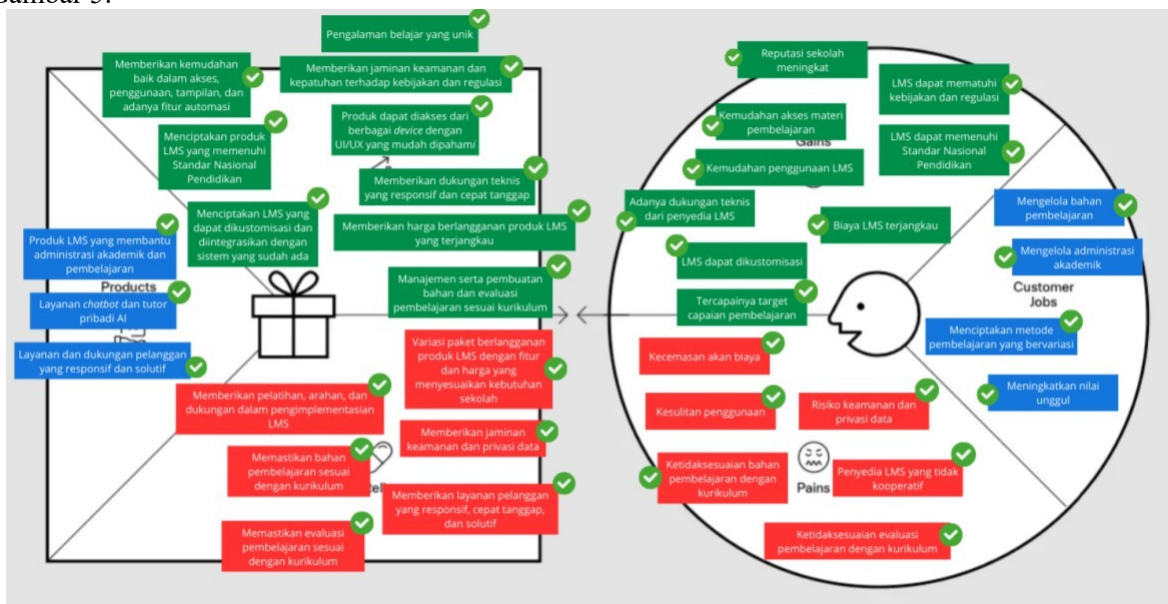 Gambar 5.
Pengalaman belajar yang unik
Memberikan kemudahan
baik dalam akses,
penggunaan, tampilan, dan
adanya fitur automasi
Memberikan jaminan keamanan dan
kepatuhan terhadap kebijakan dan regulasi
Produk dapat diakses dari
berbagai device dengan
UI/UX yang mudah dipahami
Menciptakan produk
LMS yang memenuhi
Standar Nasional
Pendidikan
Memberikan dukungan teknis
yang responsif dan cepat tanggap
Menciptakan LMS yang
dapat dikustomisasi dan
diintegrasikan dengan
sistem yang sudah ada
Memberikan harga berlangganan produk LMS
yang terjangkau
Produk LMS yang membantu
administrasi akademik dan
pembelajaran
Products
Layanan chatbot dan tutor
pribadi AI
Layanan dan dukungan pelanggan
yang responsif dan solutif
Manajemen serta pembuatan
bahan dan evaluasi
pembelajaran sesuai kurikulum
Variasi paket berlangganan
produk LMS dengan fitur
dan harga yang
menyesuaikan kebutuhan
sekolah
Memberikan pelatihan, arahan, dan
dukungan dalam pengimplementasian
LMS
Memberikan jaminan
keamanan dan privasi data
Memastikan bahan
pembelajaran sesuai
dengan kurikulum
Memberikan layanan pelanggan
yang responsif, cepat tanggap,
dan solutif
Memastikan evaluasi
pembelajaran sesuai
dengan kurikulum
Reputasi sekolah
meningkat
LMS dapat mematuhi
kebijakan dan regulasi
Kemudahan akses materi
pembelajaran
Gains
LMS dapat memenuhi
Standar Nasional
Pendidikan
Kemudahan penggunaan LMS
Adanya dukungan teknis
dari penyedia LMS
Biaya LMS terjangkau
LMS dapat dikustomisasi
Tercapainya target
capaian pembelajaran
Mengelola bahan
pembelajaran
Mengelola administrasi
akademik
Customer
Jobs
Menciptakan metode
pembelajaran yang bervariasi
Meningkatkan nilai
unggul
Kecemasan akan biaya
Kesulitan penggunaan
Risiko keamanan dan
privasi data
Ketidaksesuaian bahan
pembelajaran dengan
kurikulum
Pains
Penyedia LMS yang tidak
kooperatif
Ketidaksesuaian evaluasi
pembelajaran dengan kurikulum